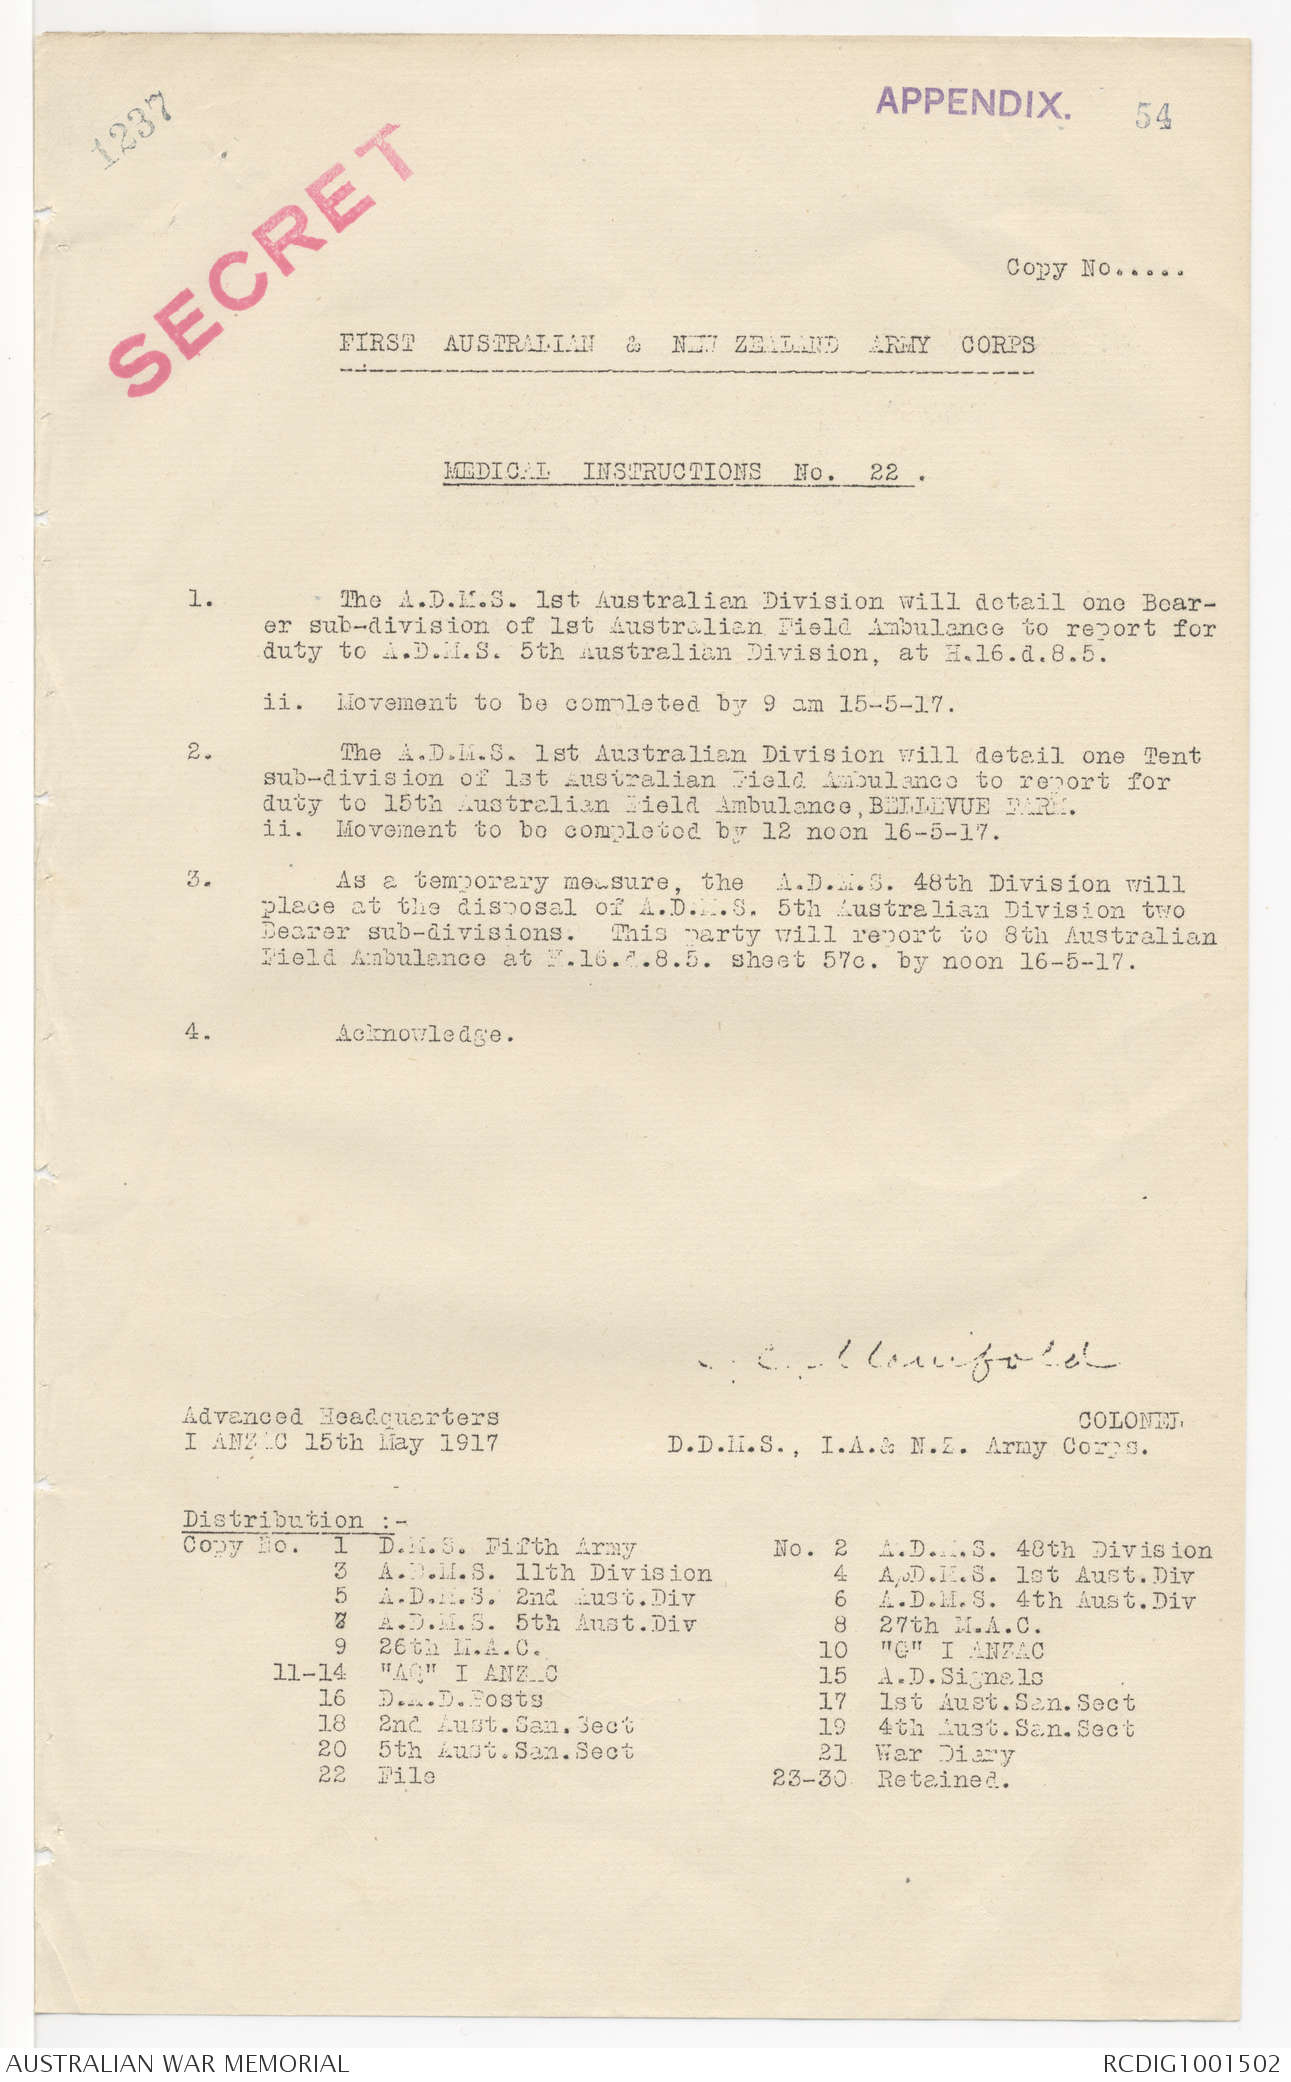 1237
SECRET
APPENDIX. 54
Copy No.....
FIRST AUSTRALIAN & NEW ZEALAND ARMY CORPS
MEDICAL INSTRUCTIONS No. 22 .
1. The A.D.M.S. 1st Australian Division will detail one Bear-
er sub-division of 1st Australian Field Ambulance to report for
duty to A.D.M.S. 5th Australian Division, at H.16.d.8.5.
ii. Movement to be completed by 9 am 15-5-17.
2. The A.D.M.S. 1st Australian Division will detail one Tent
sub-division of 1st Australian Field Ambulance to report for
duty to 15th Australian Field Ambulance, BELLEVUE FARM.
ii. Movement to be completed by 12 noon 16-5-17.
3. As a temporary measure, the A.D.M.S. 48th Division will
place at the disposal of A.D.M.S. 5th Australian Division two
Bearer sub-divisions. This party will report to 8th Australian
Field Ambulance at H.16.d.8.5. sheet 57c. by noon 16-5-17.
4. Acknowledge.
Manifold
Advanced Headquarters COLONEL
I ANZAC 15th May 1917 D.D.M.S., I.A.& N.Z. Army Corps.
Distribution :-
Copy No. 1 D.M.S. Fifth Army No. 2 A.D.M.S. 48th Division
3 A.D.M.S. 11th Division 4 A.D.M.S. 1st Aust.Div
5 A.D.M.S. 2nd Aust.Div 6 A.D.M.S. 4th Aust.Div
7 A.D.M.S. 5th Aust.Div 8 27th M.A.C.
9 26th M.A.C. 10 "G" I ANZAC
11-14 "AQ" I ANZAC 15 A.D.Signals
16 D.A.D.Posts 17 1st Aust.San.Sect
18 2nd Aust.San.Sect 19 4th Aust.San.Sect
20 5th Aust.San.Sect 21 War Diary
22 File 23-30 Retained.
AUSTRALIAN WAR MEMORIAL RCDIG1001502